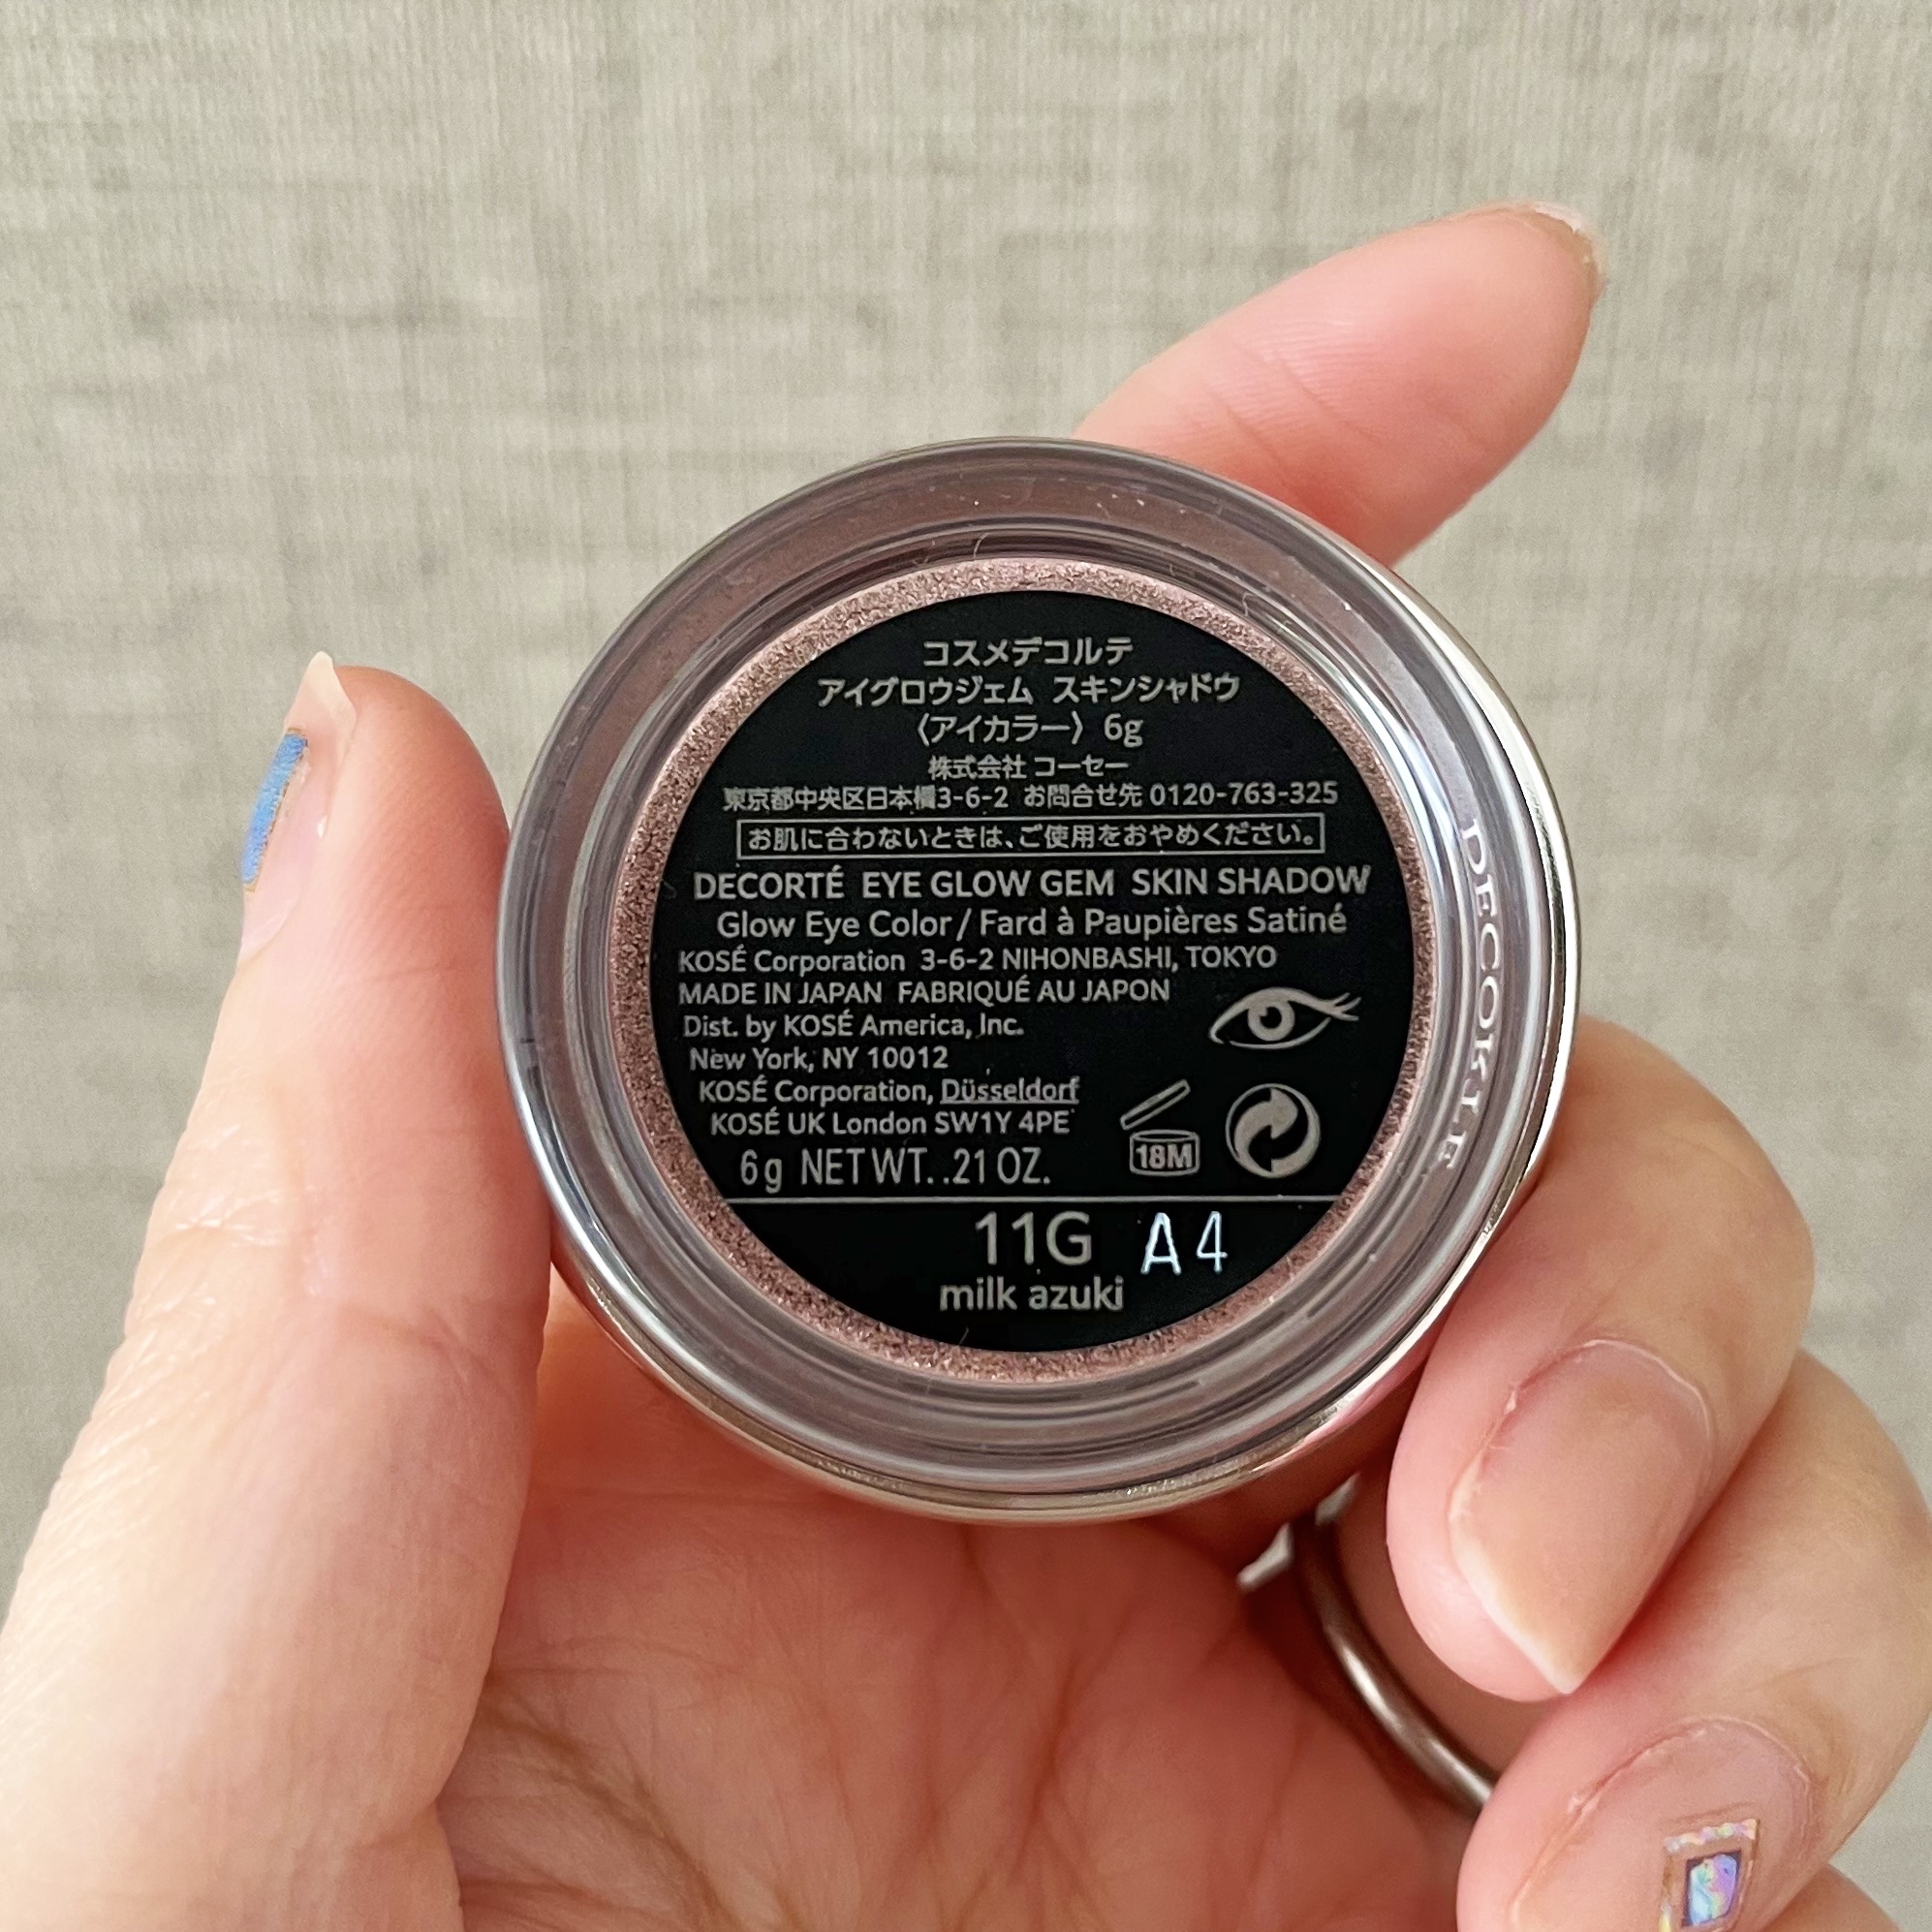 コスメデコルテ
アイグロウジェム スキンシャドウ
〈アイカラー〉 6g
株式会社 コーセー
東京都中央区日本橋3-6-2 お問合せ先 0120-763-325
お肌に合わないときは、ご使用をおやめください。
DECORTÉ EYE GLOW GEM SKIN SHADOW
Glow Eye Color / Fard à Paupières Satiné
KOSÉ Corporation 3-6-2 NIHONBASHI, TOKYO
MADE IN JAPAN FABRIQUÉ AU JAPON
Dist. by KOSÉ America, Inc.
New York, NY 10012
KOSÉ Corporation, Düsseldorf
KOSÉ UK London SW1Y 4PE
6g NET WT. .21 OZ.
18M
11G A4
milk azuki
DECORTE